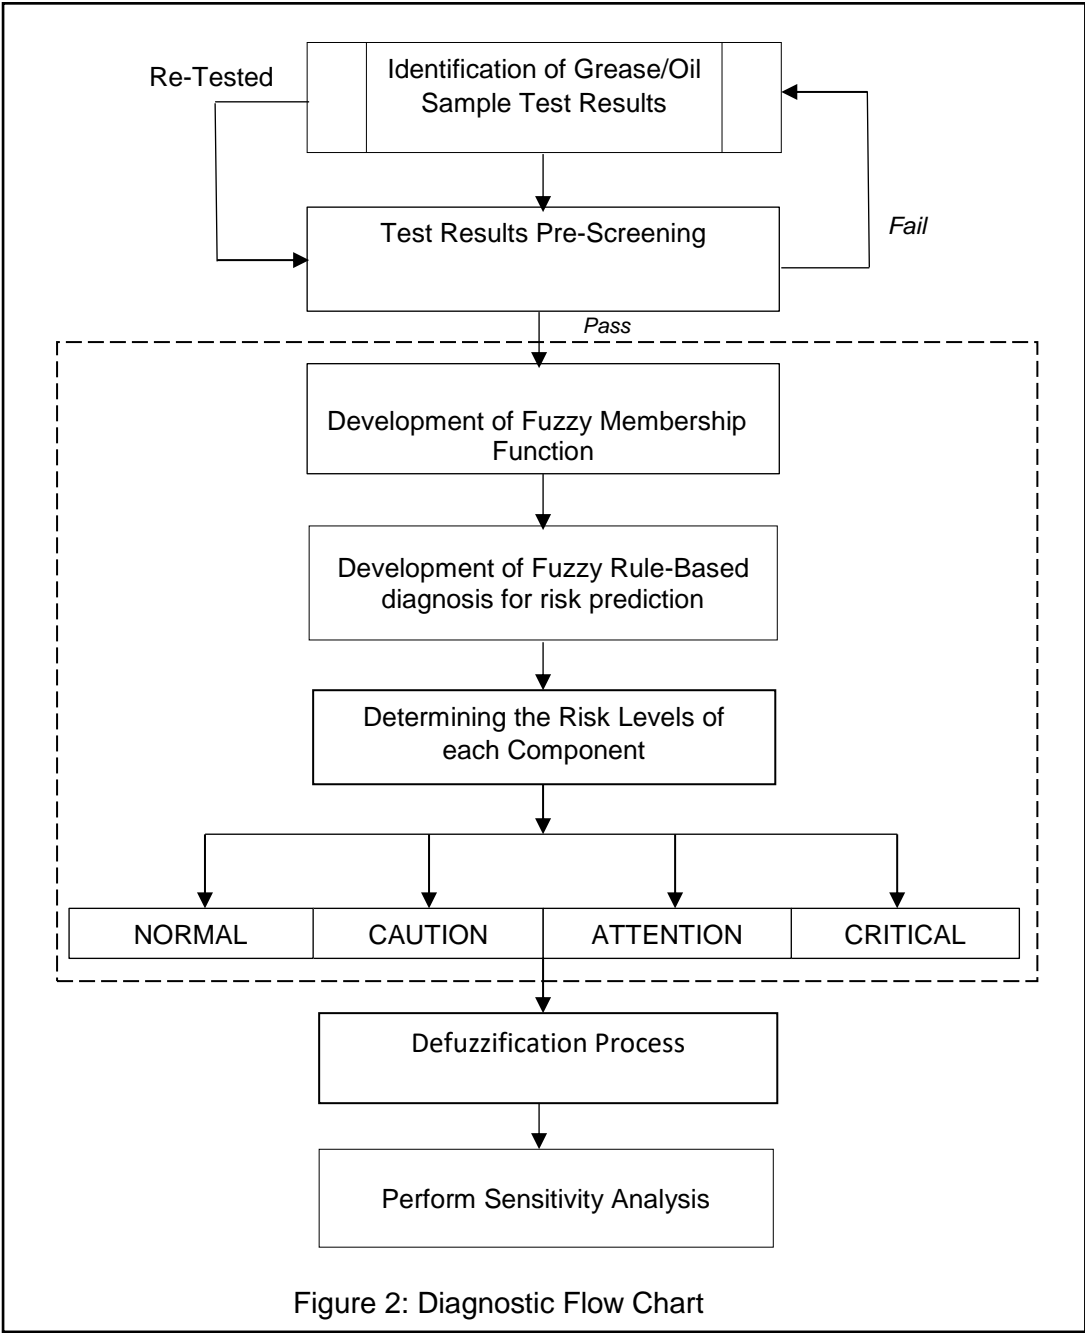 Re-Tested
Identification of Grease/Oil
Sample Test Results
Test Results Pre-Screening
Fail
Pass
Development of Fuzzy Membership
Function
Development of Fuzzy Rule-Based
diagnosis for risk prediction
Determining the Risk Levels of
each Component
NORMAL CAUTION ATTENTION CRITICAL
Defuzzification Process
Perform Sensitivity Analysis
Figure 2: Diagnostic Flow Chart